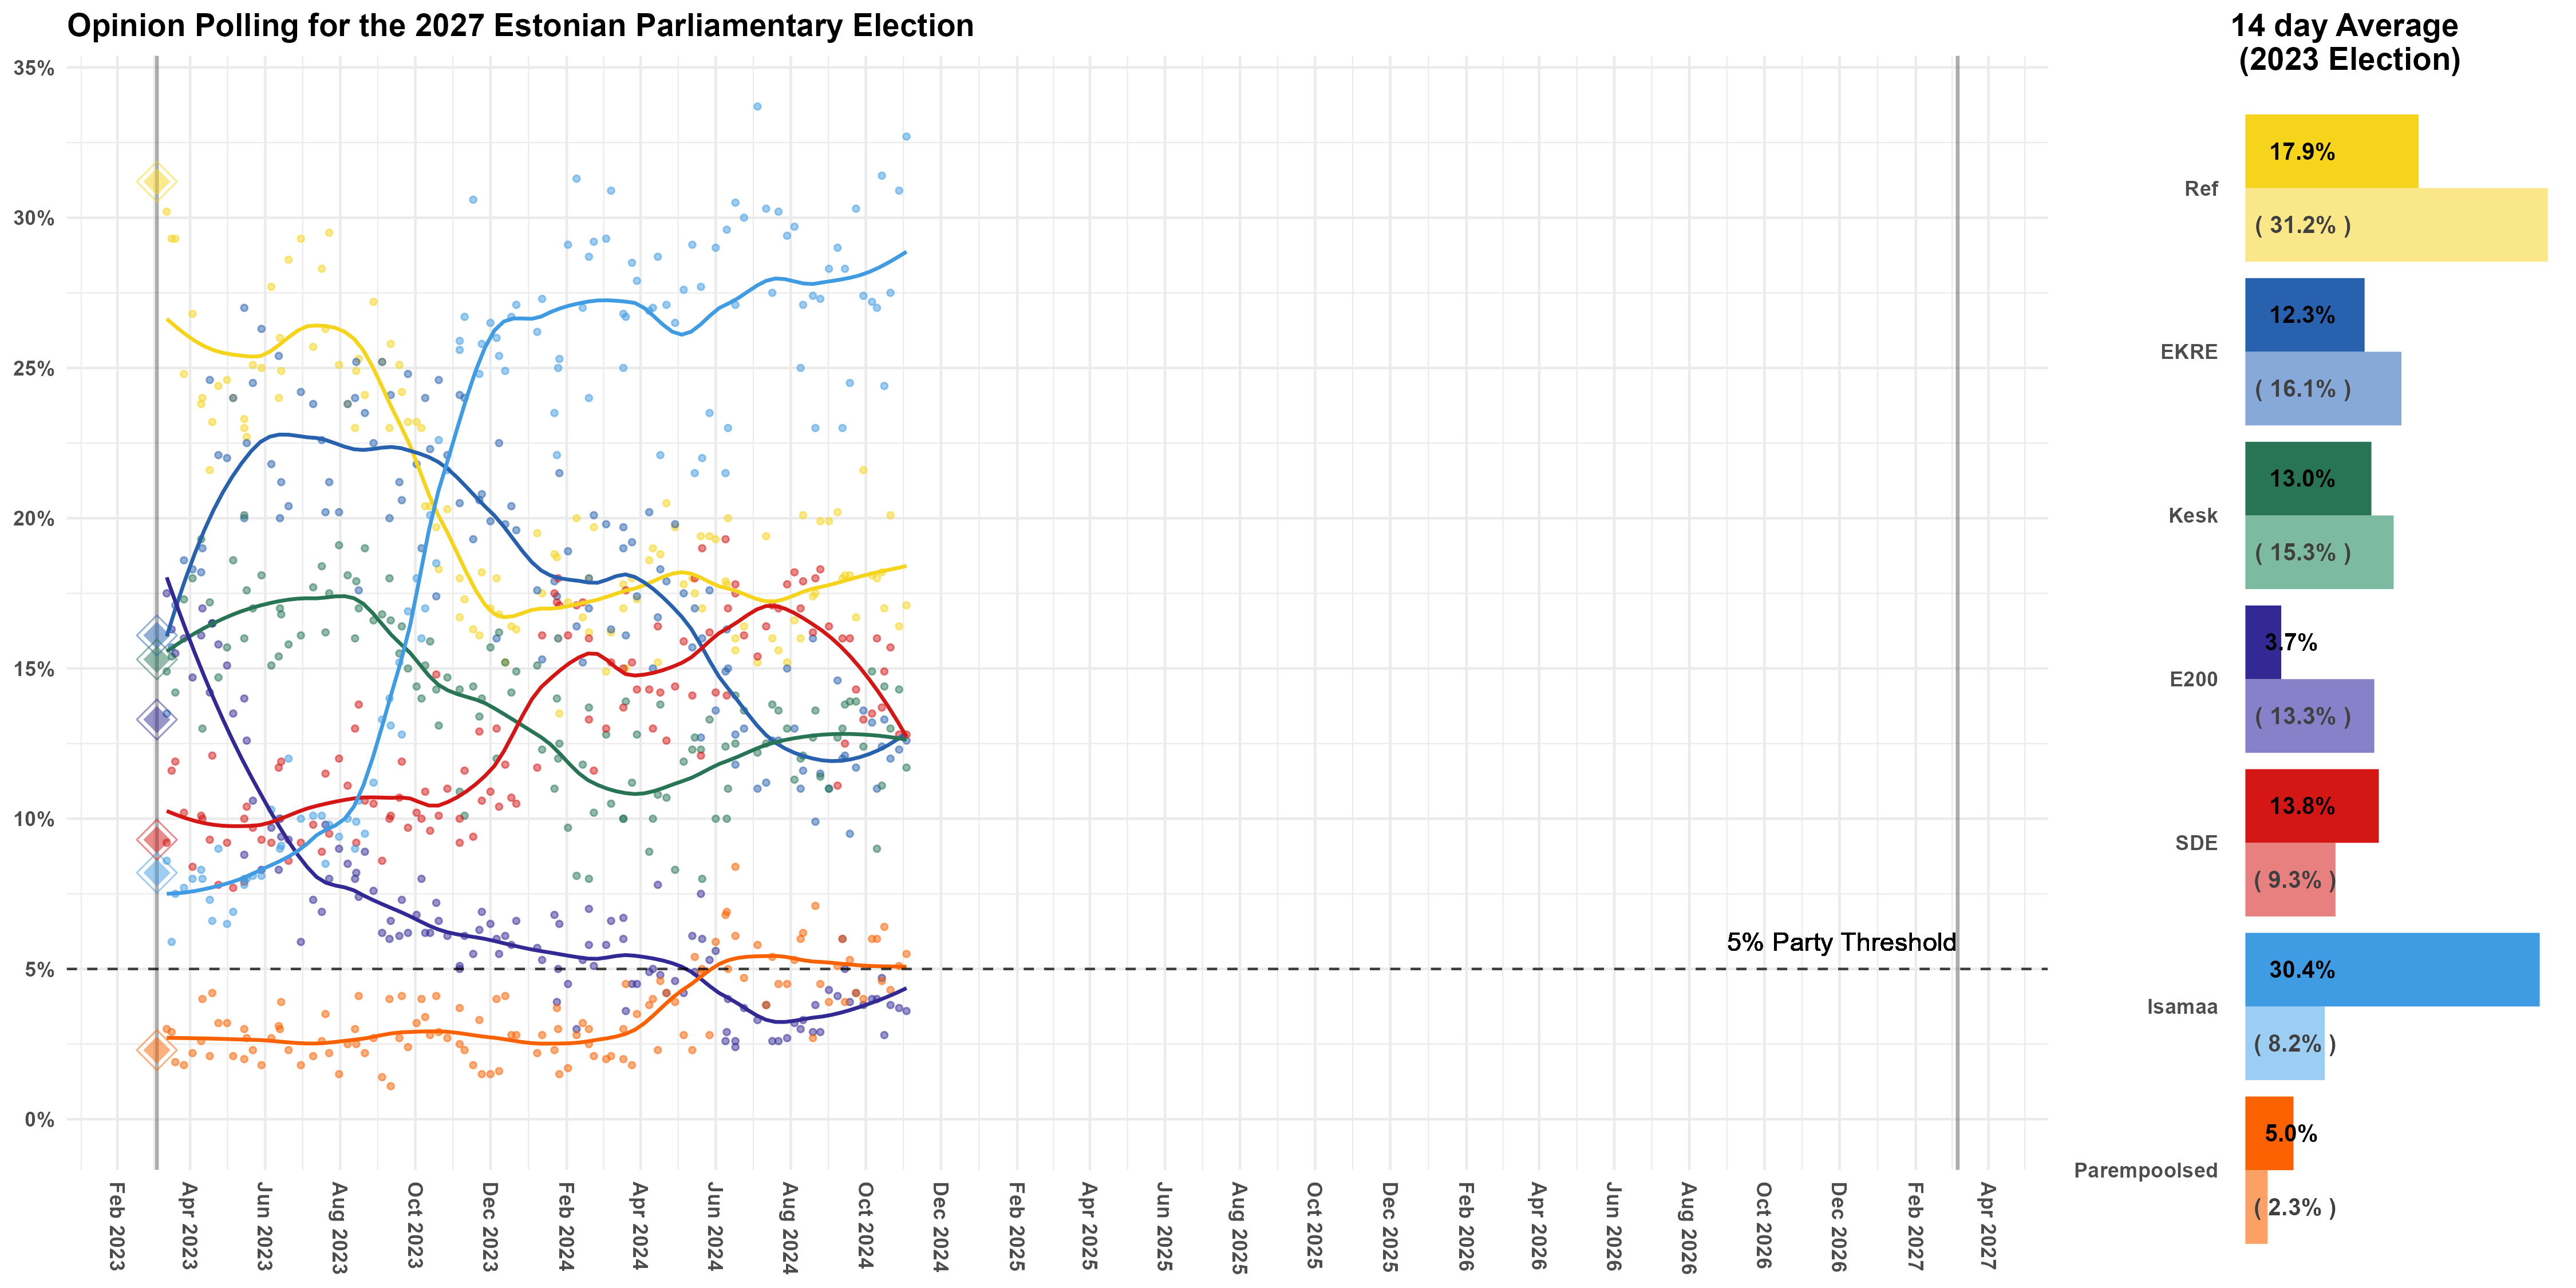 Opinion Polling for the 2027 Estonian Parliamentary Election
14 day Average
(2023 Election)
35%
30%
25%
20%
15%
10%
5%
0%
5% Party Threshold
Feb 2023
Apr 2023
Jun 2023
Aug 2023
Oct 2023
Dec 2023
Feb 2024
Apr 2024
Jun 2024
Aug 2024
Oct 2024
Dec 2024
Feb 2025
Apr 2025
Jun 2025
Aug 2025
Oct 2025
Dec 2025
Feb 2026
Apr 2026
Jun 2026
Aug 2026
Oct 2026
Dec 2026
Feb 2027
Apr 2027
Ref
17.9%
( 31.2% )
EKRE
12.3%
( 16.1% )
Kesk
13.0%
( 15.3% )
E200
3.7%
( 13.3% )
SDE
13.8%
( 9.3% )
Isamaa
30.4%
( 8.2% )
Parempoolsed
5.0%
( 2.3% )